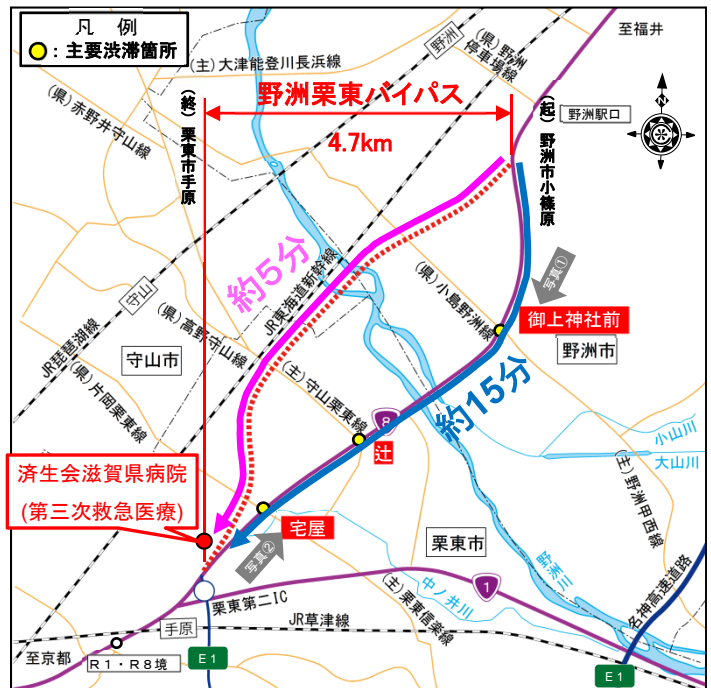 凡　例
：主要渋滞箇所
至福井
野洲
(県)野洲停車場線
(主)大津能登川長浜線
野洲栗東バイパス
4.7km
(終)栗東市手原
(起)野洲市小篠原
野洲駅口
N
(県)赤野井守山線
約5分
JR東海道新幹線
写真①
(県)小島野洲線
御上神社前
守山
JR琵琶湖線
(県)高野守山線
守山市
野洲市
(県)片岡栗東線
(主)守山栗東線
8
約15分
辻
小山川
大山川
済生会滋賀県病院
(第三次救急医療)
(主)野洲甲西線
宅屋
写真②
栗東市
野洲川
名神高速道路
中ノ井川
1
栗東第二IC
(主)栗東信楽線
JR草津線
手原
至京都
R1・R8境
E1
E1